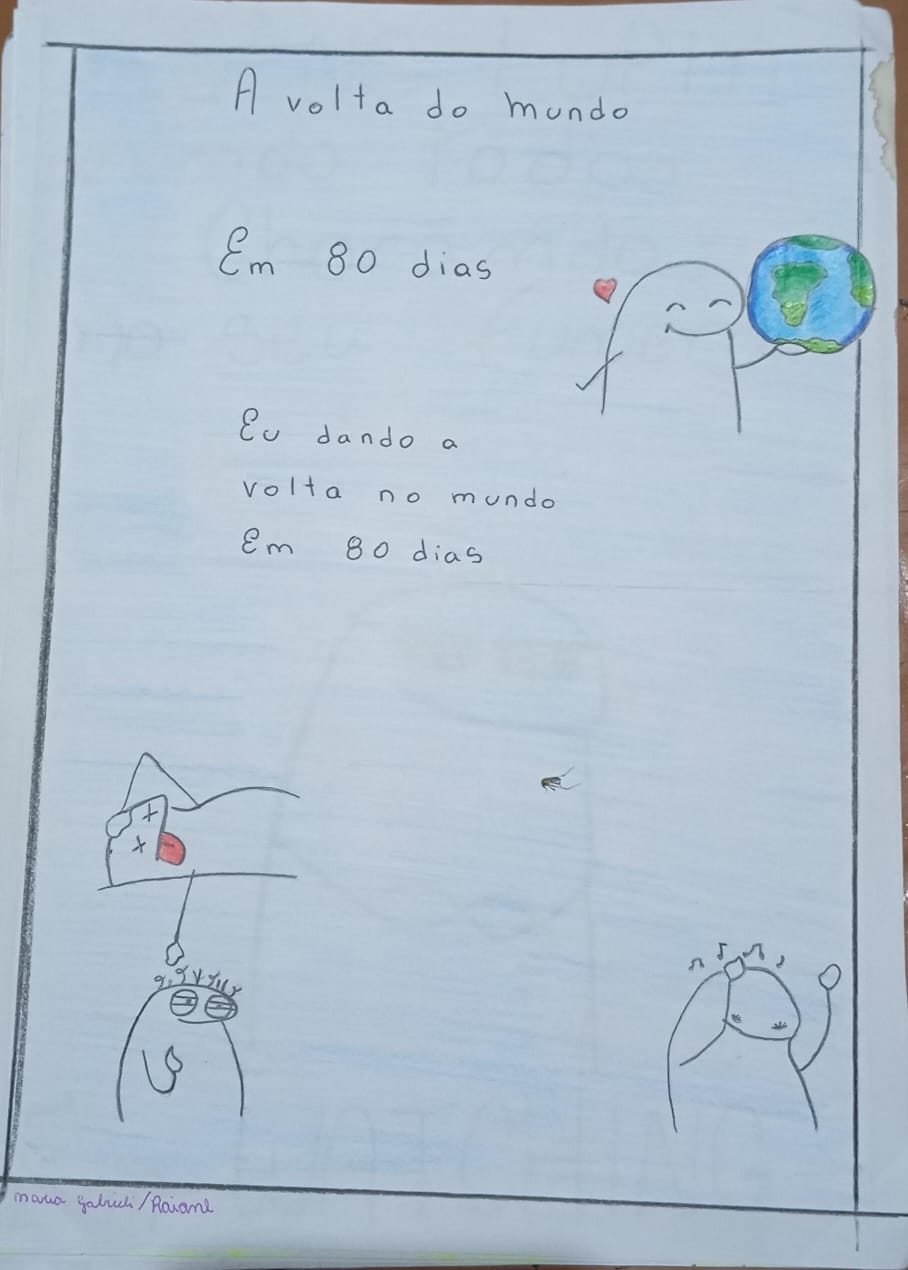 A volta do mundo
Em 80 dias
Eu dando a
volta no mundo
Em 80 dias
maria Gabrieli/Raiane